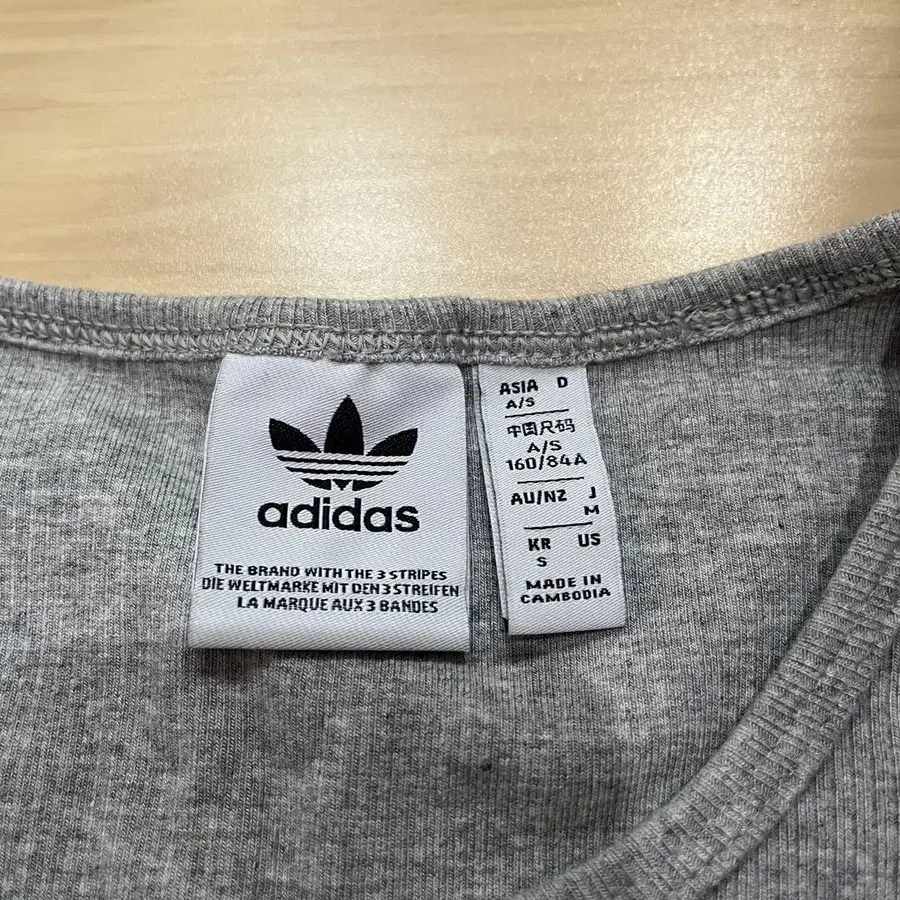 adidas
THE BRAND WITH THE 3 STRIPES
DIE WELTMARKE MIT DEN 3 STREIFEN
LA MARQUE AUX 3 BANDES
ASIA D
A/S
中国尺码
A/S
160/84A
AU/NZ J
M
KR US
S
MADE IN
CAMBODIA